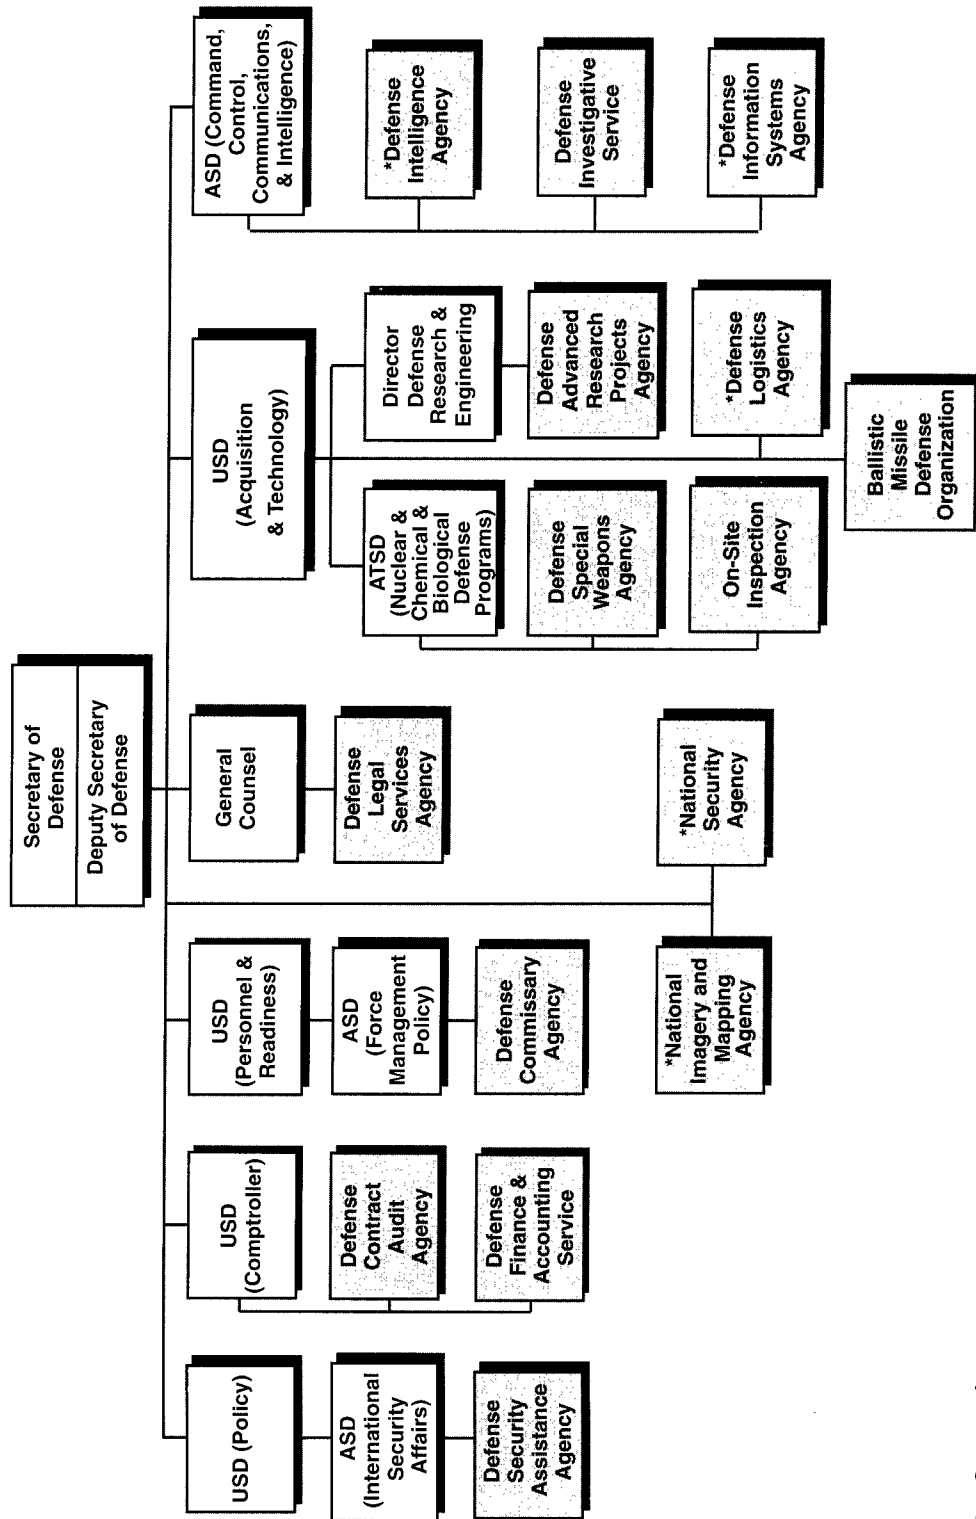 Secretary of
Defense
Deputy Secretary
of Defense
USD (Policy)
ASD
(International
Security
Affairs)
Defense
Security
Assistance
Agency
USD
(Comptroller)
Defense
Contract
Audit
Agency
Defense
Finance &
Accounting
Service
USD
(Personnel &
Readiness)
ASD
(Force
Management
Policy)
Defense
Commissary
Agency
*National
Imagery and
Mapping
Agency
*National
Security
Agency
General
Counsel
Defense
Legal
Services
Agency
USD
(Acquisition
& Technology)
ATSD
(Nuclear &
Chemical &
Biological
Defense
Programs)
Defense
Special
Weapons
Agency
On-Site
Inspection
Agency
Director
Defense
Research &
Engineering
Defense
Advanced
Research
Projects
Agency
*Defense
Logistics
Agency
Ballistic
Missile
Defense
Organization
ASD (Command,
Control,
Communications,
& Intelligence)
*Defense
Intelligence
Agency
Defense
Investigative
Service
*Defense
Information
Systems
Agency